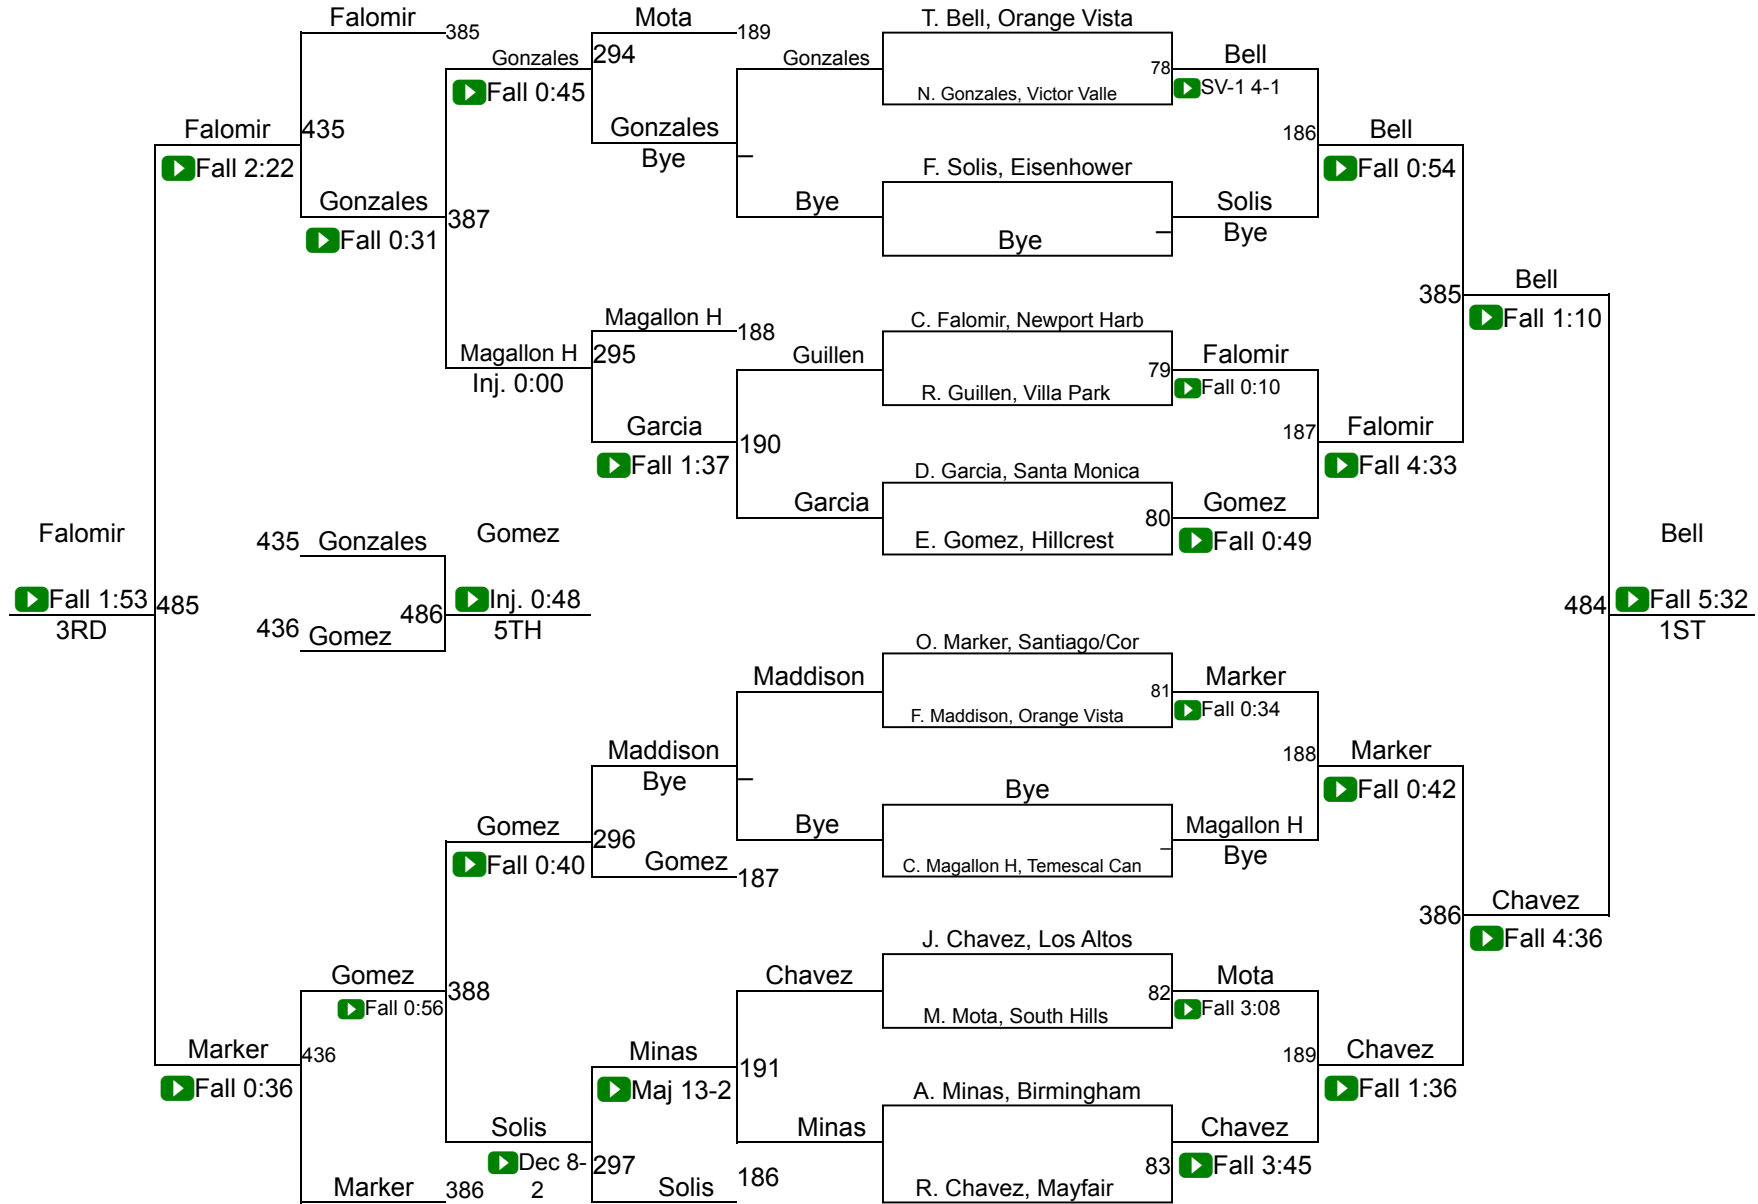 Falomir
385
Mota
189
T. Bell, Orange Vista
Gonzales
294
Gonzales
78
Bell
Fall 0:45
N. Gonzales, Victor Valle
SV-1 4-1
Falomir
435
Gonzales
186
Bell
Fall 2:22
Bye
F. Solis, Eisenhower
Fall 0:54
Gonzales
387
Bye
Solis
Fall 0:31
Bye
Bye
385
Bell
Magallon H
188
C. Falomir, Newport Harb
Fall 1:10
Magallon H
295
Guillen
79
Falomir
Inj. 0:00
R. Guillen, Villa Park
Fall 0:10
Garcia
190
187
Falomir
Fall 1:37
D. Garcia, Santa Monica
Fall 4:33
Garcia
80
Gomez
Falomir
435
Gonzales
Gomez
E. Gomez, Hillcrest
Fall 0:49
Bell
Fall 1:53
485
486
Inj. 0:48
484
Fall 5:32
3RD
436
Gomez
5TH
1ST
O. Marker, Santiago/Cor
Maddison
81
Marker
F. Maddison, Orange Vista
Fall 0:34
Maddison
188
Marker
Bye
Bye
Fall 0:42
Gomez
296
Bye
Magallon H
Fall 0:40
Gomez
187
C. Magallon H, Temescal Can
Bye
386
Chavez
J. Chavez, Los Altos
Fall 4:36
Gomez
388
Chavez
82
Mota
Fall 0:56
M. Mota, South Hills
Fall 3:08
Marker
436
Minas
191
189
Chavez
Fall 0:36
Maj 13-2
A. Minas, Birmingham
Fall 1:36
Solis
297
Minas
83
Chavez
Dec 8-
2
Fall 3:45
Marker
386
Solis
186
R. Chavez, Mayfair